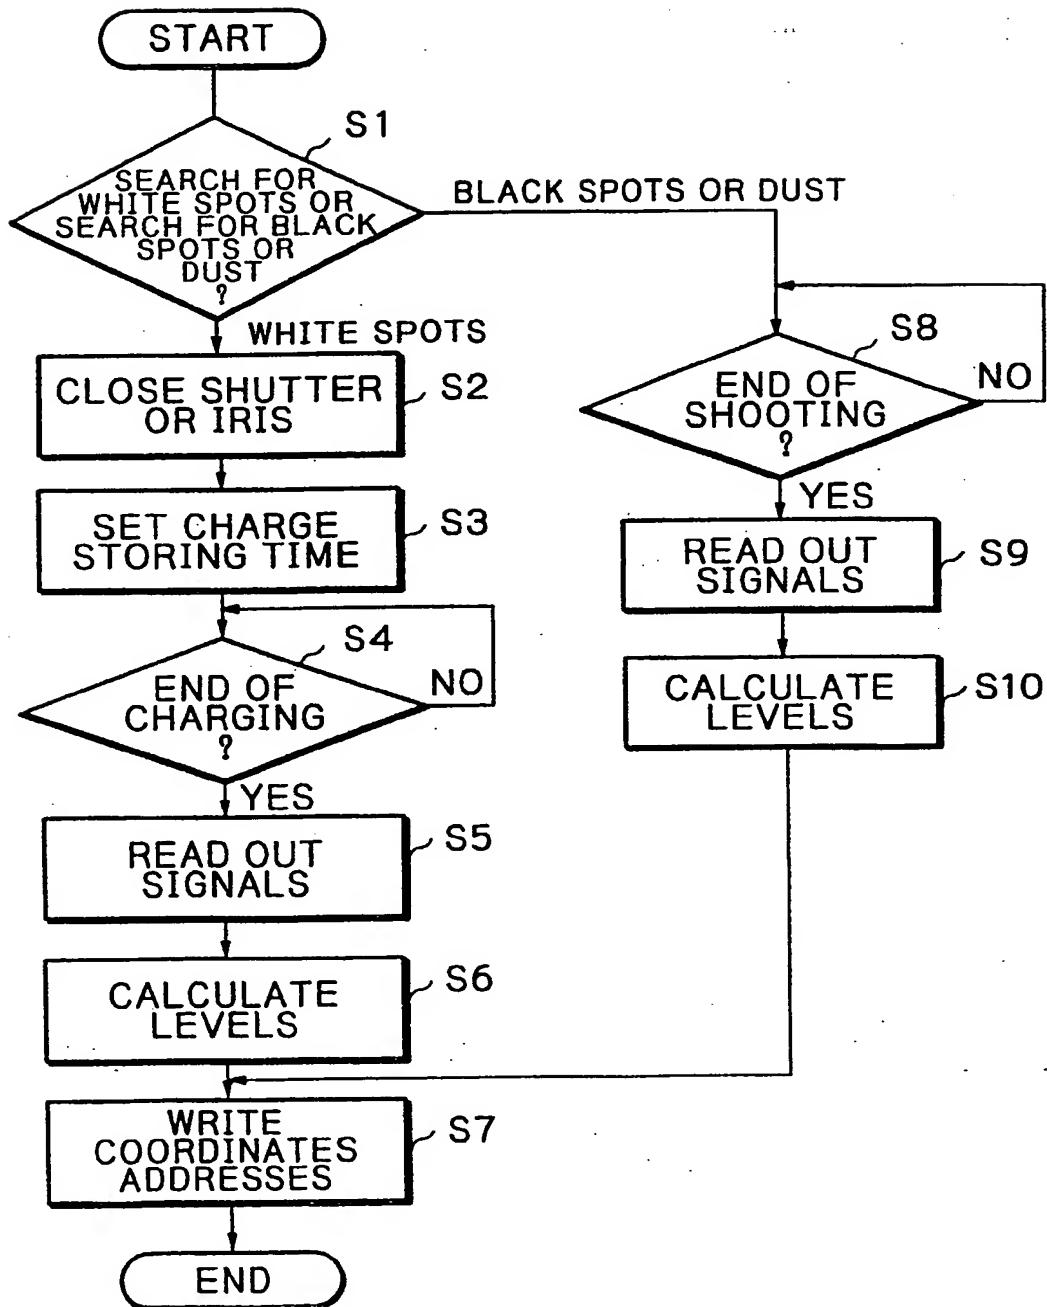 START
S1
SEARCH FOR
WHITE SPOTS OR
SEARCH FOR BLACK
SPOTS OR
DUST
?
BLACK SPOTS OR DUST
WHITE SPOTS
CLOSE SHUTTER
OR IRIS
S2
SET CHARGE
STORING TIME
S3
END OF
CHARGING
?
S4
NO
YES
READ OUT
SIGNALS
S5
CALCULATE
LEVELS
S6
WRITE
COORDINATES
ADDRESSES
S7
END
END OF
SHOOTING
?
S8
NO
YES
READ OUT
SIGNALS
S9
CALCULATE
LEVELS
S10